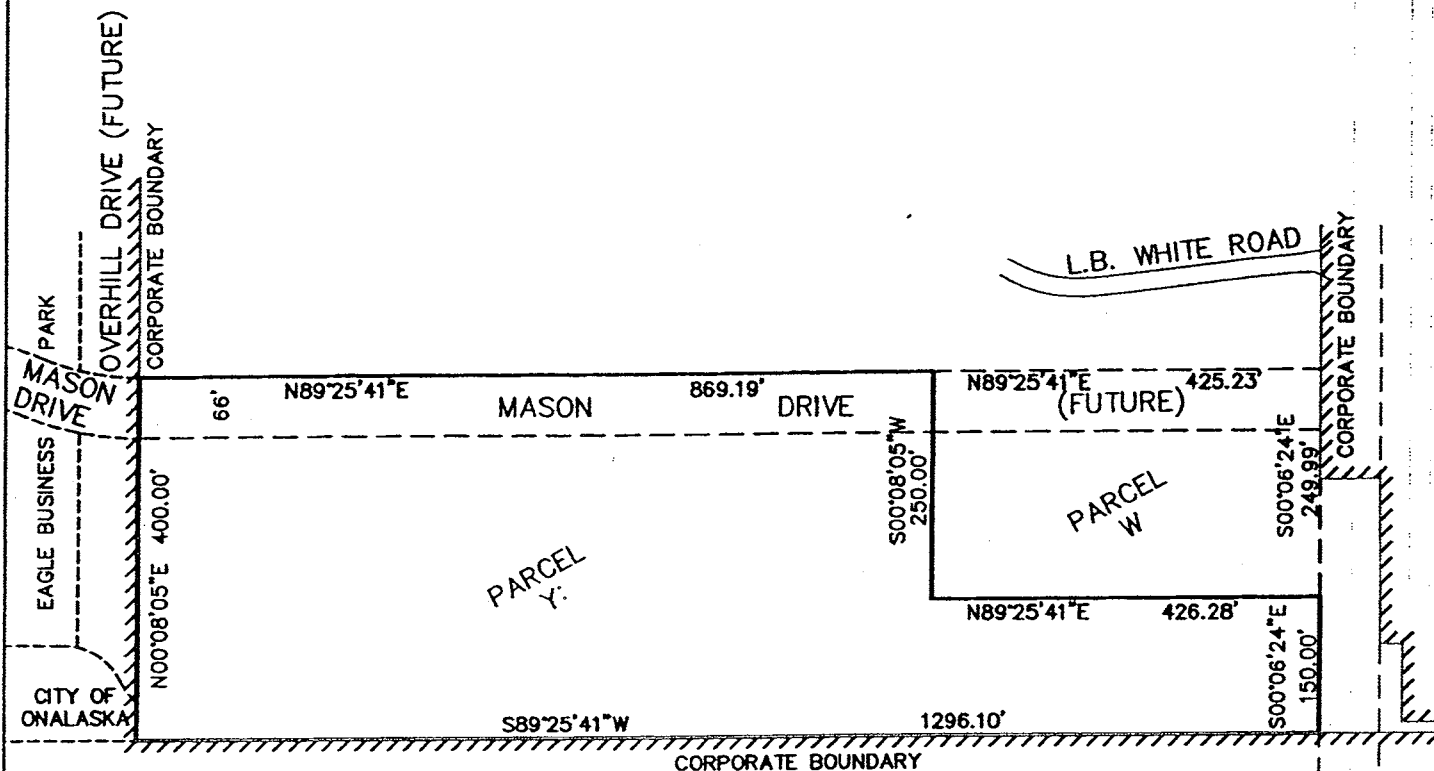 OVERHILL DRIVE (FUTURE)
CORPORATE BOUNDARY
L.B. WHITE ROAD
CORPORATE BOUNDARY
EAGLE BUSINESS PARK
MASON
DRIVE
66'
N89°25'41"E 869.19'
MASON DRIVE (FUTURE)
N89°25'41"E 425.23'
N00°08'05"E 400.00'
S00°08'05"W
250.00'
S00°06'24"E
249.99'
PARCEL
W
PARCEL
Y:
N89°25'41"E 426.28'
S00°06'24"E
150.00'
CITY OF
ONALASKA
S89°25'41"W 1296.10'
CORPORATE BOUNDARY